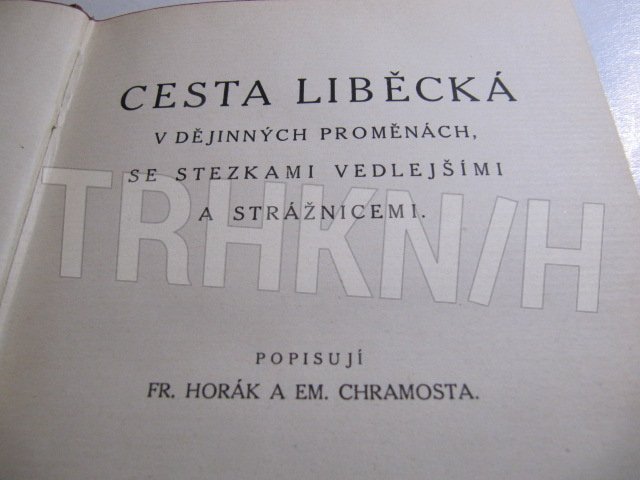 CESTA LIBĚCKÁ
V DĚJINNÝCH PROMĚNÁCH,
SE STEZKAMI VEDLEJŠÍMI
A STRÁŽNICEMI.
TRHKNIH
POPISUJÍ
FR. HORÁK A EM. CHRAMOSTA.